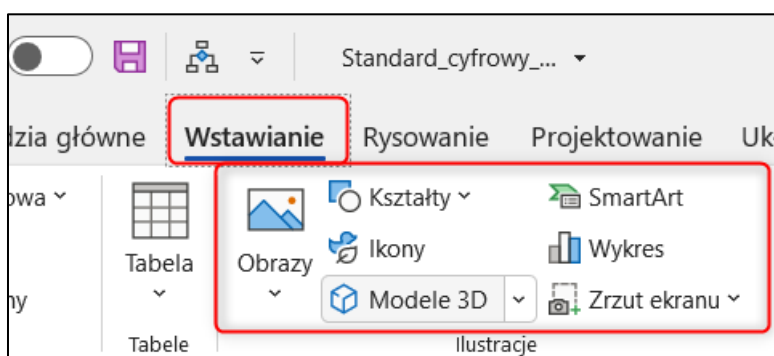 Standard_cyfrowy_...
dzia główne Wstawianie Rysowanie Projektowanie Uk
owa Tabela Obrazy Kształty SmartArt
Ikony Wykres
ny Modele 3D Zrzut ekranu
Tabele Ilustracje